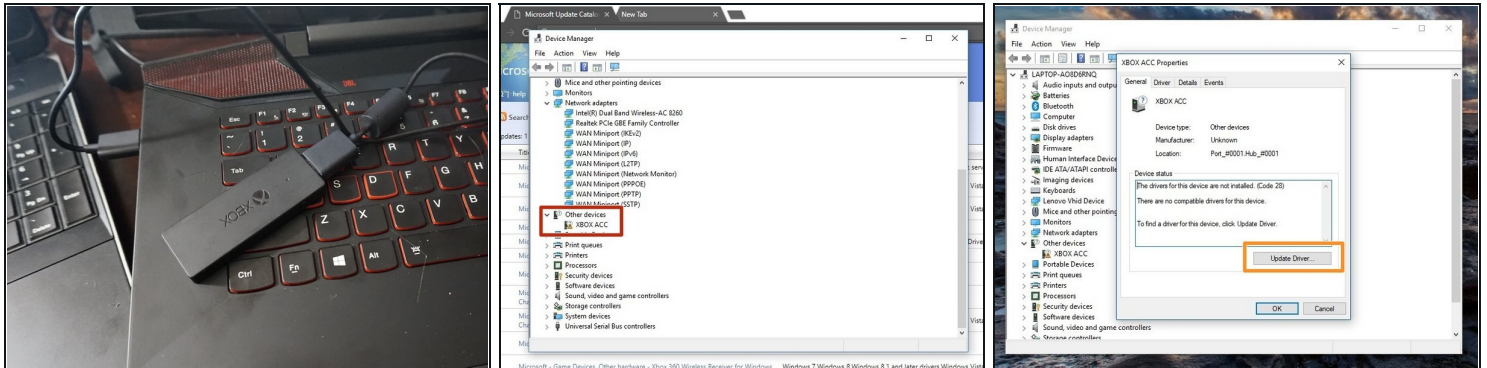 XBOX
JBL
Esc
F1
F2
F3
F4
F6
F7
F8
1
2
Tab
R
T
Y
S
D
F
G
H
Z
X
C
V
B
Ctrl
Fn
Alt
Delete
Microsoft Update Catalo
New Tab
Device Manager
File Action View Help
Mice and other pointing devices
Monitors
Network adapters
Intel(R) Dual Band Wireless-AC 8260
Realtek PCIe GBE Family Controller
WAN Miniport (IKEv2)
WAN Miniport (IP)
WAN Miniport (IPv6)
WAN Miniport (L2TP)
WAN Miniport (Network Monitor)
WAN Miniport (PPPOE)
WAN Miniport (PPTP)
WAN Miniport (SSTP)
Other devices
XBOX ACC
Print queues
Printers
Processors
Security devices
Software devices
Sound, video and game controllers
Storage controllers
System devices
Universal Serial Bus controllers
Microsoft - Game Devices, Other hardware - Xbox 360 Wireless Receiver for Windows
Windows 7,Windows 8,Windows 8.1 and later drivers,Windows Vista
Device Manager
File Action View Help
LAPTOP-AO8D6RNQ
Audio inputs and outpu
Batteries
Bluetooth
Computer
Disk drives
Display adapters
Firmware
Human Interface Device
IDE ATA/ATAPI controlle
Imaging devices
Keyboards
Lenovo Vhid Device
Mice and other pointing
Monitors
Network adapters
Other devices
XBOX ACC
Portable Devices
Print queues
Printers
Processors
Security devices
Software devices
Sound, video and game controllers
Storage controllers
XBOX ACC Properties
General Driver Details Events
XBOX ACC
Device type: Other devices
Manufacturer: Unknown
Location: Port_#0001.Hub_#0001
Device status
The drivers for this device are not installed. (Code 28)
There are no compatible drivers for this device.
To find a driver for this device, click Update Driver.
Update Driver...
OK Cancel